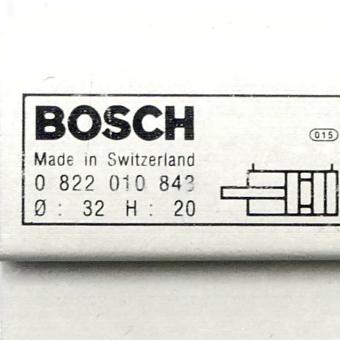 BOSCH
015
Made in Switzerland
0 822 010 843
Ø : 32 H : 20